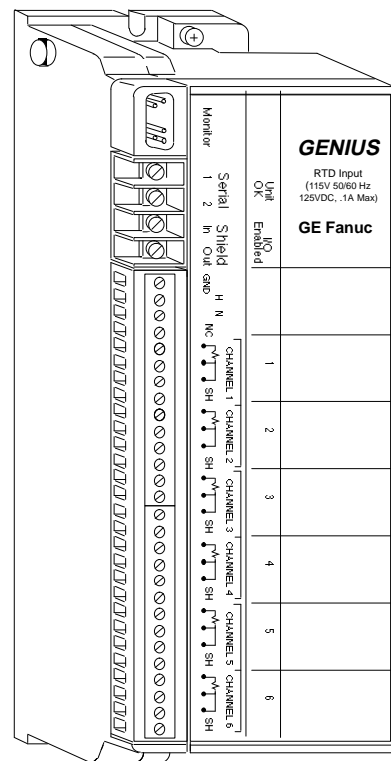 46513
GENIUS
RTD Input
(115V 50/60 Hz
125VDC, .1A Max)
GE Fanuc
Unit
OK
I/O
Enabled
Monitor
Serial
1 2
Shield
In Out
GND
H
N
NC
CHANNEL 1
SH
1
CHANNEL 2
SH
2
CHANNEL 3
SH
3
CHANNEL 4
SH
4
CHANNEL 5
SH
5
CHANNEL 6
SH
6